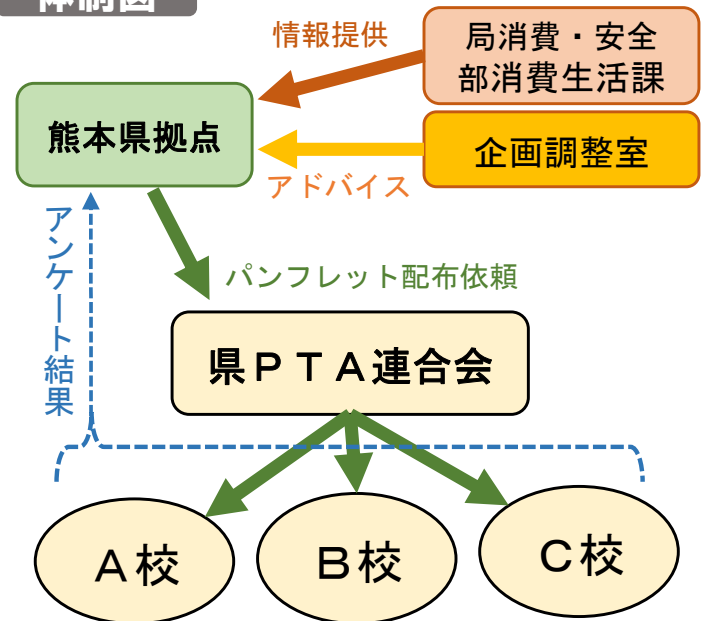 体制図
情報提供
局消費・安全
部消費生活課
熊本県拠点
企画調整室
アドバイス
アンケート結果
パンフレット配布依頼
県ＰＴＡ連合会
Ａ校
Ｂ校
Ｃ校